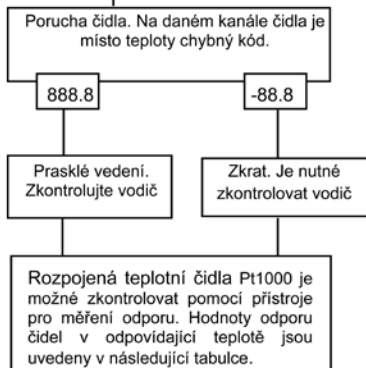 Porucha čidla. Na daném kanále čidla je
místo teploty chybný kód.
888.8
-88.8
Prasklé vedení.
Zkontrolujte vodič
Zkrat. Je nutné
zkontrolovat vodič
Rozpojená teplotní čidla Pt1000 je
možné zkontrolovat pomocí přístroje
pro měření odporu. Hodnoty odporu
čidel v odpovídající teplotě jsou
uvedeny v následující tabulce.